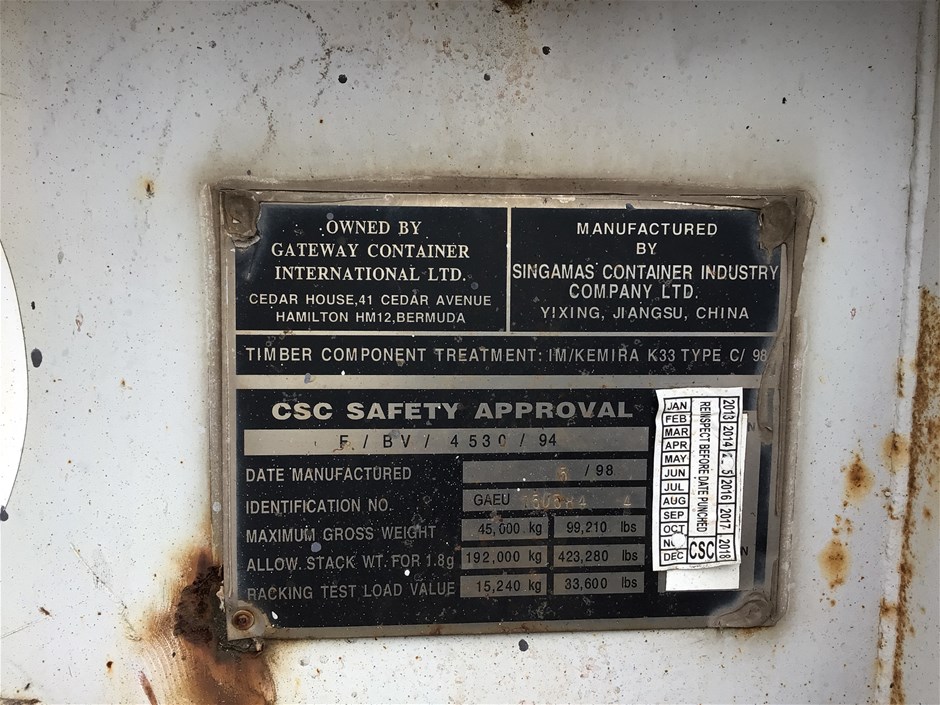 OWNED BY
GATEWAY CONTAINER
INTERNATIONAL LTD.
CEDAR HOUSE,41 CEDAR AVENUE
HAMILTON HM12,BERMUDA
MANUFACTURED
BY
SINGAMAS CONTAINER INDUSTRY
COMPANY LTD.
YIXING, JIANGSU, CHINA
TIMBER COMPONENT TREATMENT: IM/KEMIRA K33 TYPE C/ 98
CSC SAFETY APPROVAL
F / BV / 4530 / 94
DATE MANUFACTURED / 98
IDENTIFICATION NO. GAEU
MAXIMUM GROSS WEIGHT 45,000 kg 99,210 lbs
ALLOW. STACK WT. FOR 1.8g 192,000 kg 423,280 lbs
RACKING TEST LOAD VALUE 15,240 kg 33,600 lbs
JAN
FEB
MAR
APR
MAY
JUN
JUL
AUG
SEP
OCT
DEC
REINSPECT BEFORE DATE PUNCHED
CSC
2013 2014 2016 2017 2018